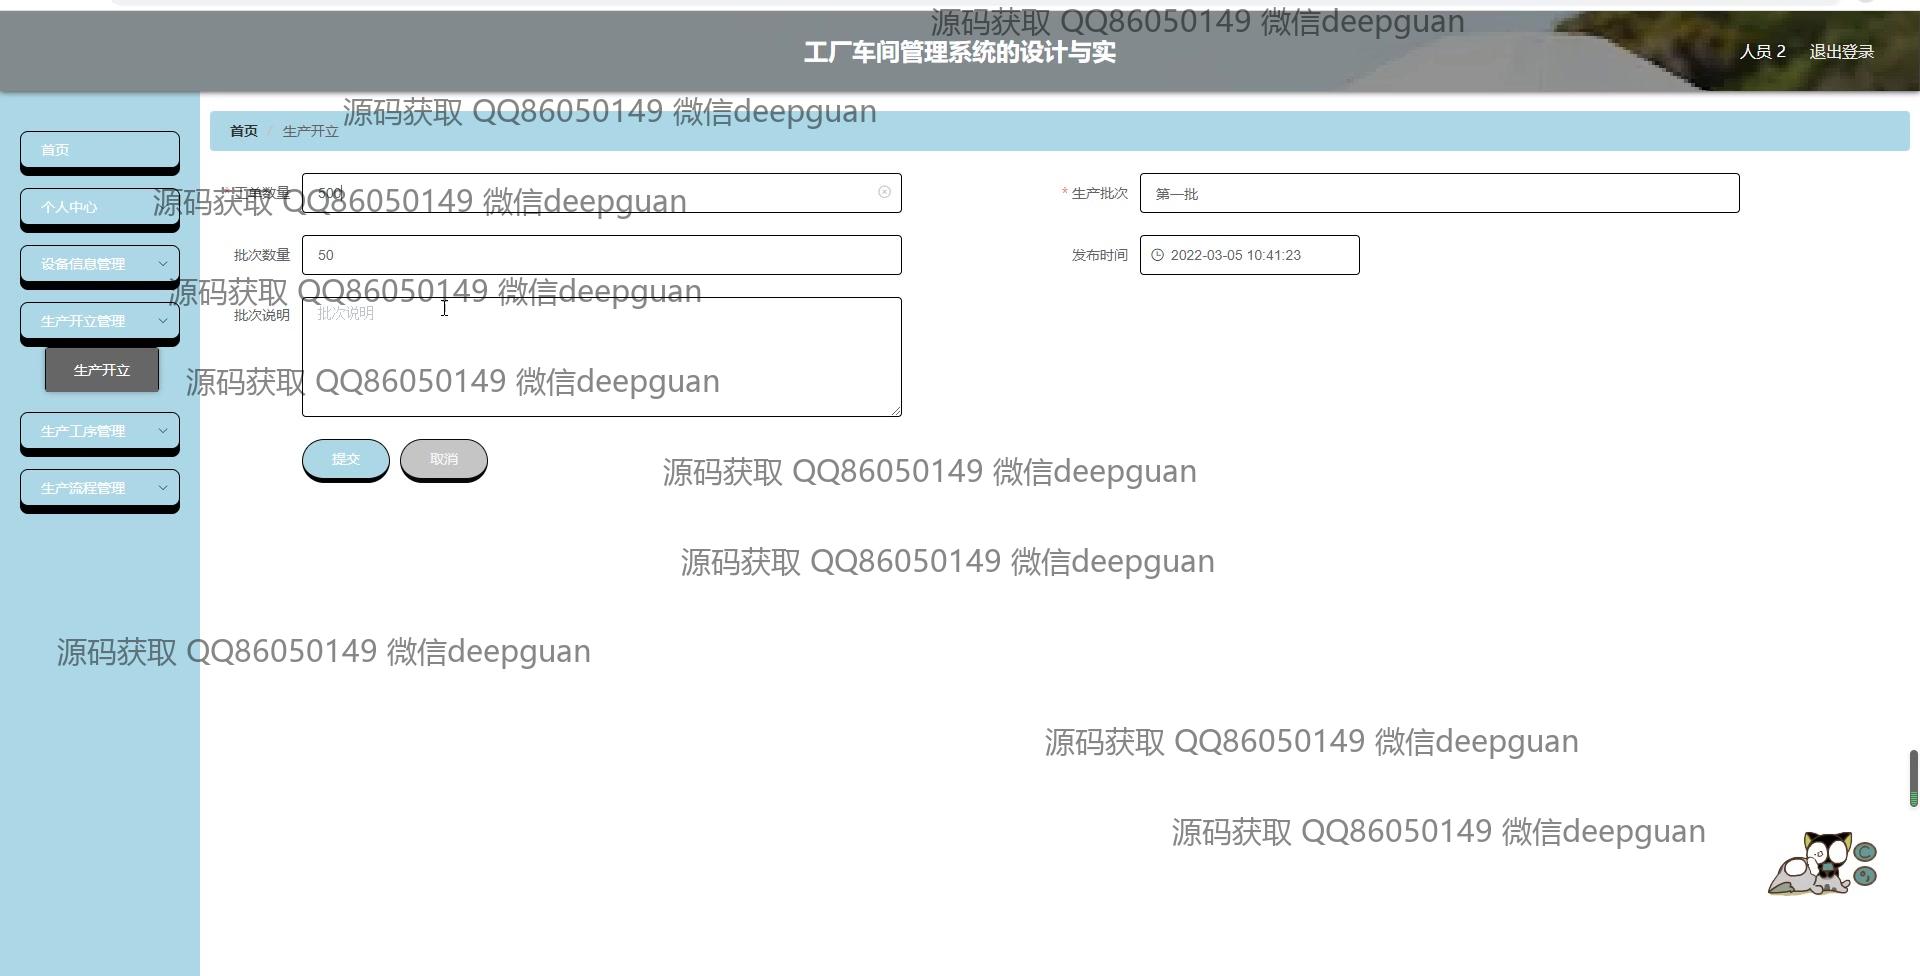 源码获取 QQ86050149 微信deepguan
工厂车间管理系统的设计与实
人员 2 退出登录
源码获取 QQ86050149 微信deepguan
首页 / 生产开立
首页
* 下单数量 500
* 生产批次 第一批
源码获取 QQ86050149 微信deepguan
个人中心
批次数量 50
发布时间 2022-03-05 10:41:23
设备信息管理
源码获取 QQ86050149 微信deepguan
批次说明 批次说明
生产开立管理
生产开立
源码获取 QQ86050149 微信deepguan
生产工序管理
提交 取消
源码获取 QQ86050149 微信deepguan
生产流程管理
源码获取 QQ86050149 微信deepguan
源码获取 QQ86050149 微信deepguan
源码获取 QQ86050149 微信deepguan
源码获取 QQ86050149 微信deepguan